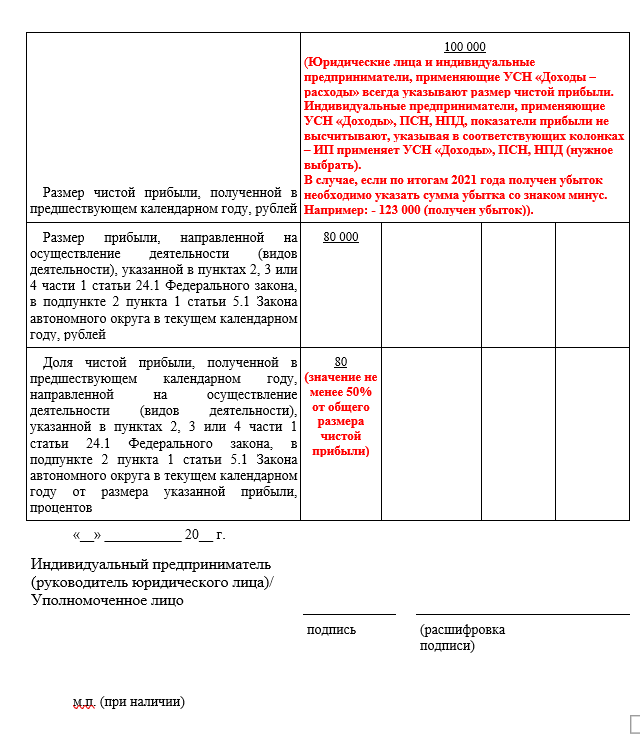 100 000
(Юридические лица и индивидуальные
предприниматели, применяющие УСН «Доходы –
расходы» всегда указывают размер чистой прибыли.
Индивидуальные предприниматели, применяющие
УСН «Доходы», ПСН, НПД, показатели прибыли не
высчитывают, указывая в соответствующих колонках
– ИП применяет УСН «Доходы», ПСН, НПД (нужное
выбрать).
В случае, если по итогам 2021 года получен убыток
необходимо указать сумма убытка со знаком минус.
Например: - 123 000 (получен убыток)).
Размер чистой прибыли, полученной в
предшествующем календарном году, рублей
Размер прибыли, направленной на
осуществление деятельности (видов
деятельности), указанной в пунктах 2, 3 или
4 части 1 статьи 24.1 Федерального закона,
в подпункте 2 пункта 1 статьи 5.1 Закона
автономного округа в текущем календарном
году, рублей
80 000
Доля чистой прибыли, полученной в
предшествующем календарном году,
направленной на осуществление
деятельности (видов деятельности),
указанной в пунктах 2, 3 или 4 части 1
статьи 24.1 Федерального закона, в
подпункте 2 пункта 1 статьи 5.1 Закона
автономного округа в текущем календарном
году от размера указанной прибыли,
процентов
80
(значение не
менее 50%
от общего
размера
чистой
прибыли)
«__» ___________ 20__ г.
Индивидуальный предприниматель
(руководитель юридического лица)/
Уполномоченное лицо
подпись
(расшифровка
подписи)
м.п. (при наличии)